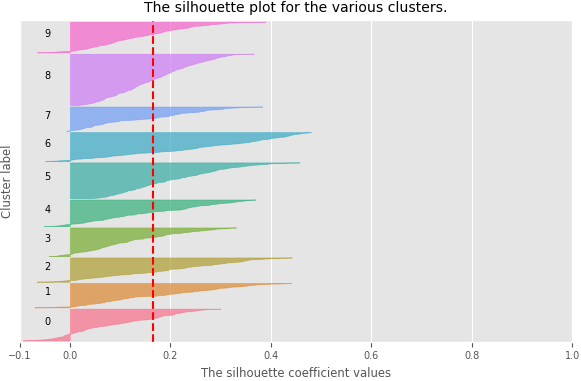 The silhouette plot for the various clusters.
9
8
7
6
5
4
3
2
1
0
Cluster label
−0.1 0.0 0.2 0.4 0.6 0.8 1.0
The silhouette coefficient values